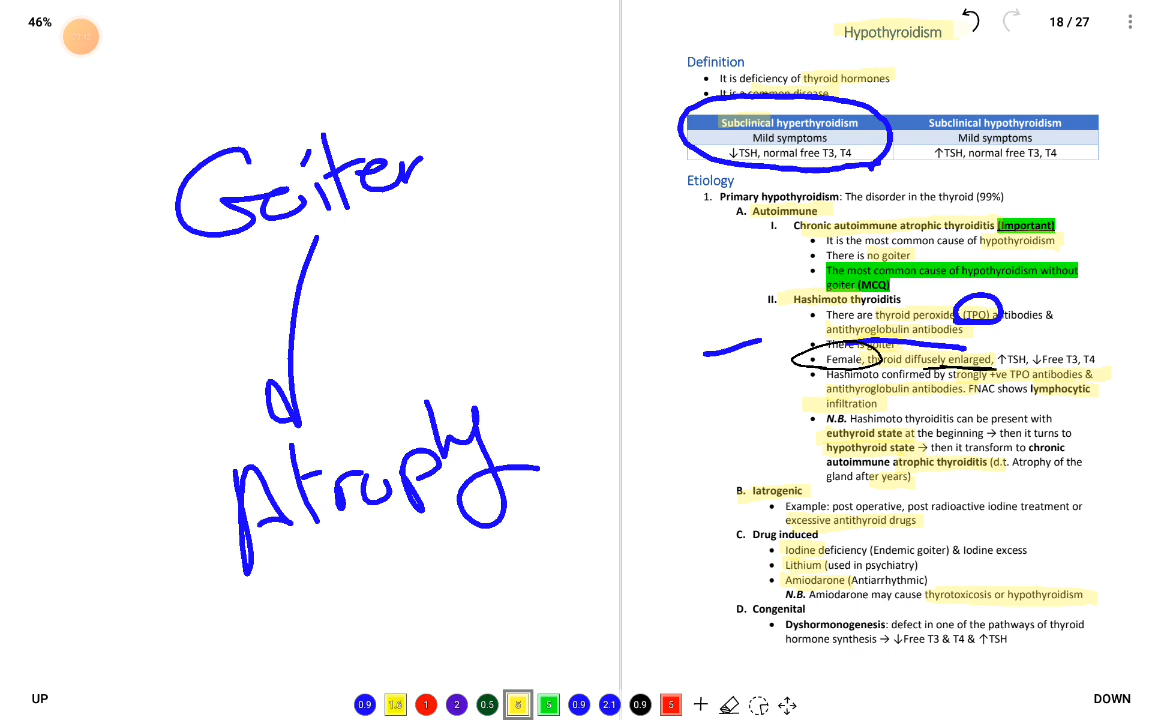 46%
18 / 27
Goiter
Atrophy
Hypothyroidism
Definition
• It is deficiency of thyroid hormones
• It is a common disease
Subclinical hyperthyroidism Subclinical hypothyroidism
Mild symptoms Mild symptoms
↓TSH, normal free T3, T4 ↑TSH, normal free T3, T4
Etiology
1. Primary hypothyroidism: The disorder in the thyroid (99%)
A. Autoimmune
I. Chronic autoimmune atrophic thyroiditis (Important)
• It is the most common cause of hypothyroidism
• There is no goiter
• The most common cause of hypothyroidism without
goiter (MCQ)
II. Hashimoto thyroiditis
• There are thyroid peroxide (TPO) antibodies &
antithyroglobulin antibodies
• There is goiter
• Female, thyroid diffusely enlarged, ↑TSH, ↓Free T3, T4
• Hashimoto confirmed by strongly +ve TPO antibodies &
antithyroglobulin antibodies. FNAC shows lymphocytic
infiltration
• N.B. Hashimoto thyroiditis can be present with
euthyroid state at the beginning → then it turns to
hypothyroid state → then it transform to chronic
autoimmune atrophic thyroiditis (d.t. Atrophy of the
gland after years)
B. Iatrogenic
• Example: post operative, post radioactive iodine treatment or
excessive antithyroid drugs
C. Drug induced
• Iodine deficiency (Endemic goiter) & Iodine excess
• Lithium (used in psychiatry)
• Amiodarone (Antiarrhythmic)
N.B. Amiodarone may cause thyrotoxicosis or hypothyroidism
D. Congenital
• Dyshormonogenesis: defect in one of the pathways of thyroid
hormone synthesis → ↓Free T3 & T4 & ↑TSH
UP
0.9 1.6 1 2 0.5 5 5 0.9 2.1 0.9 5
DOWN